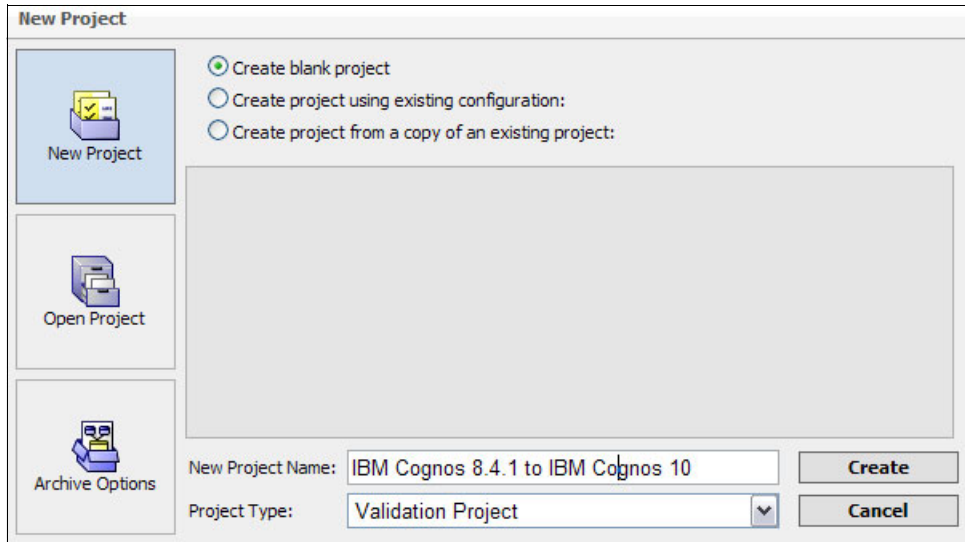 New Project
New Project
Create blank project
Create project using existing configuration:
Create project from a copy of an existing project:
Open Project
Archive Options
New Project Name: IBM Cognos 8.4.1 to IBM Cognos 10 Create
Project Type: Validation Project Cancel